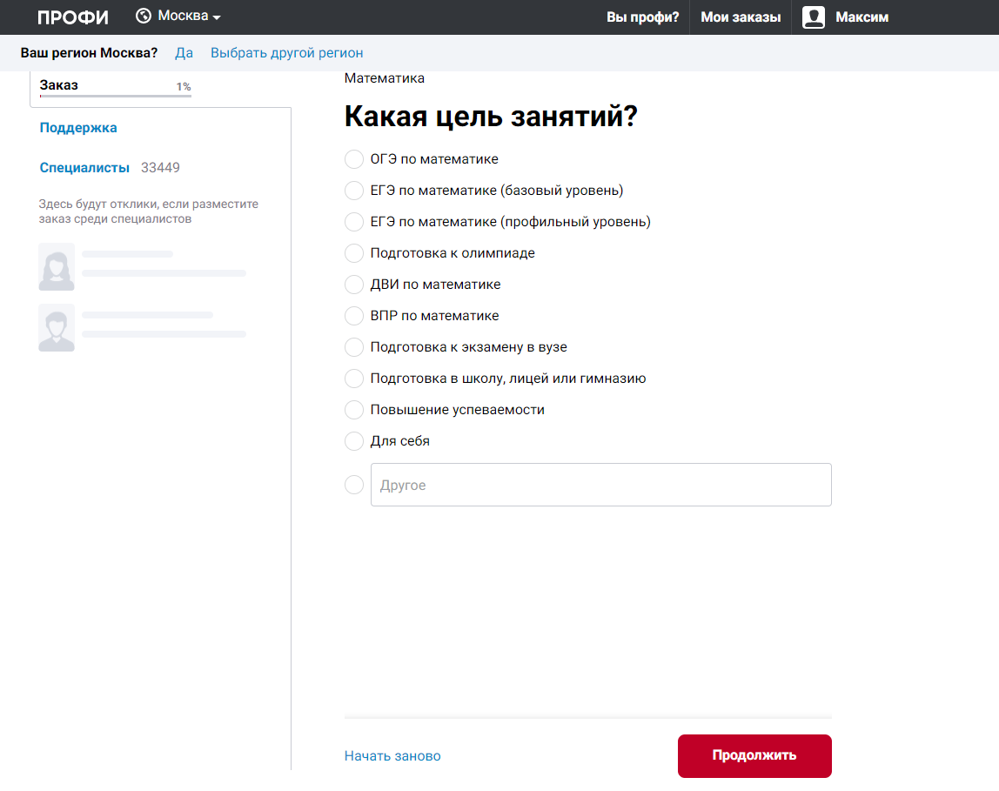 ПРОФИ
Москва
Вы профи?
Мои заказы
Максим
Ваш регион Москва?
Да
Выбрать другой регион
Заказ
1%
Поддержка
Специалисты 33449
Здесь будут отклики, если разместите
заказ среди специалистов
Математика
Какая цель занятий?
ОГЭ по математике
ЕГЭ по математике (базовый уровень)
ЕГЭ по математике (профильный уровень)
Подготовка к олимпиаде
ДВИ по математике
ВПР по математике
Подготовка к экзамену в вузе
Подготовка в школу, лицей или гимназию
Повышение успеваемости
Для себя
Другое
Начать заново
Продолжить